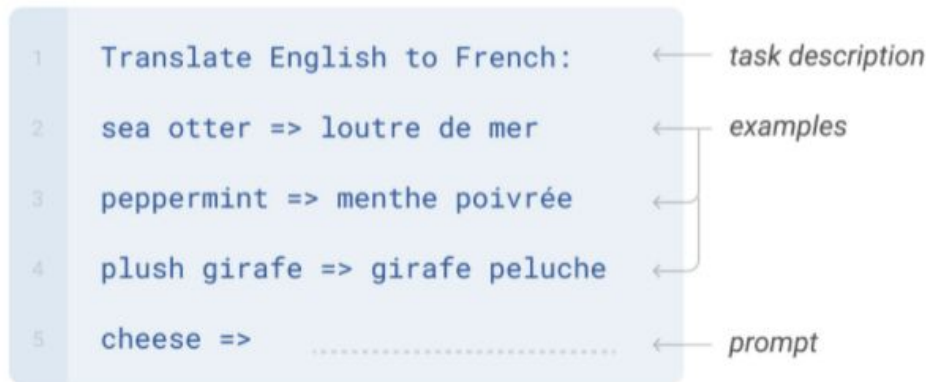 1 Translate English to French: task description
2 sea otter => loutre de mer examples
3 peppermint => menthe poivrée
4 plush girafe => girafe peluche
5 cheese => prompt